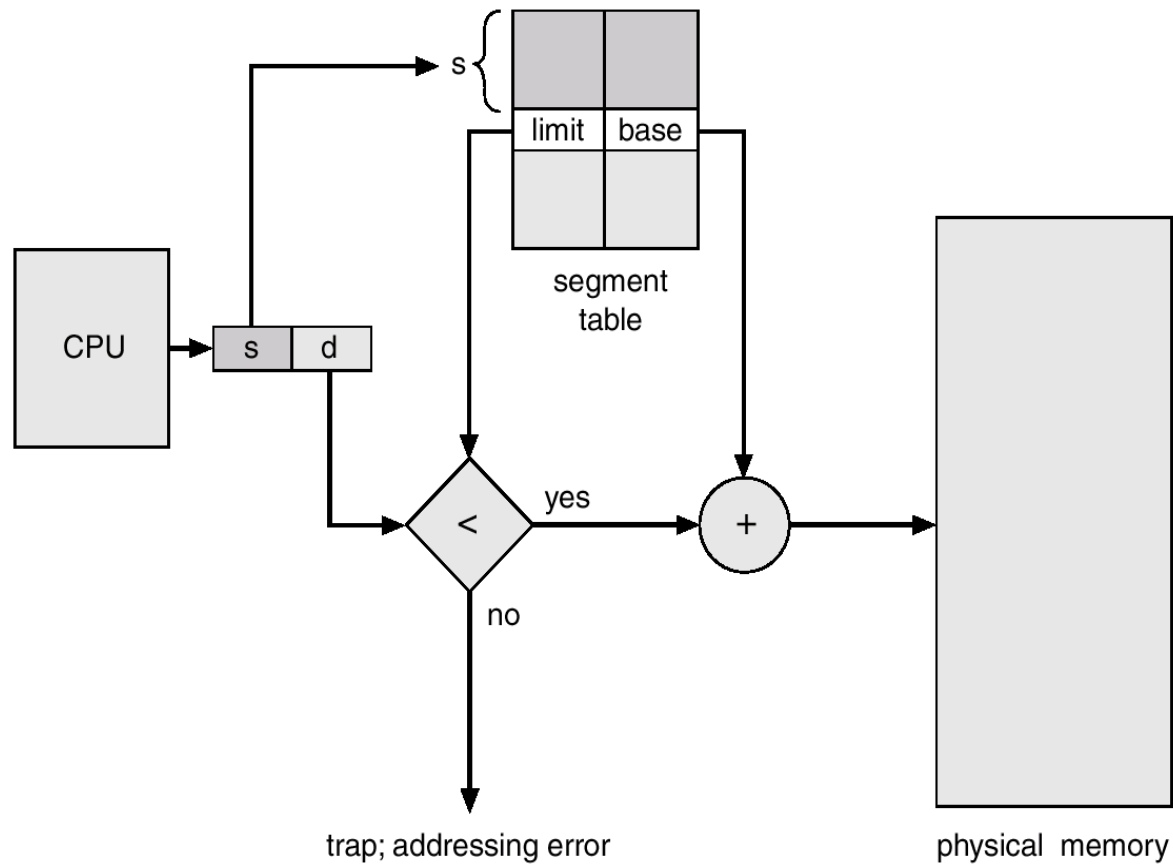 s
limit base
segment
table
CPU
s d
<
yes
+
no
trap; addressing error
physical memory